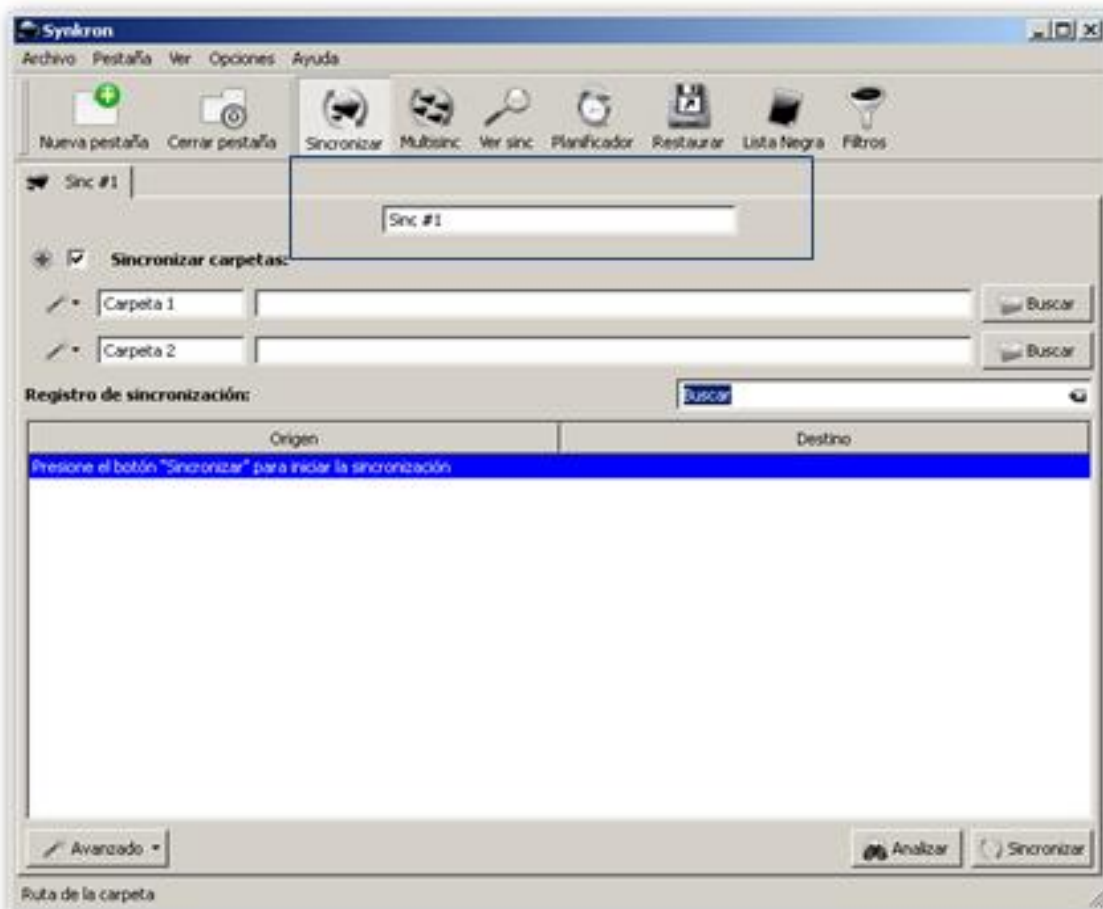 Synkron
Archivo Pestaña Ver Opciones Ayuda
Nueva pestaña Cerrar pestaña Sincronizar Multisinc Ver sinc Planificador Restaurar Lista Negra Filtros
Sinc #1
Sinc #1
Sincronizar carpetas:
Carpeta 1 Buscar
Carpeta 2 Buscar
Registro de sincronización: Buscar
Origen Destino
Presione el botón "Sincronizar" para iniciar la sincronización
Avanzado Analizar Sincronizar
Ruta de la carpeta